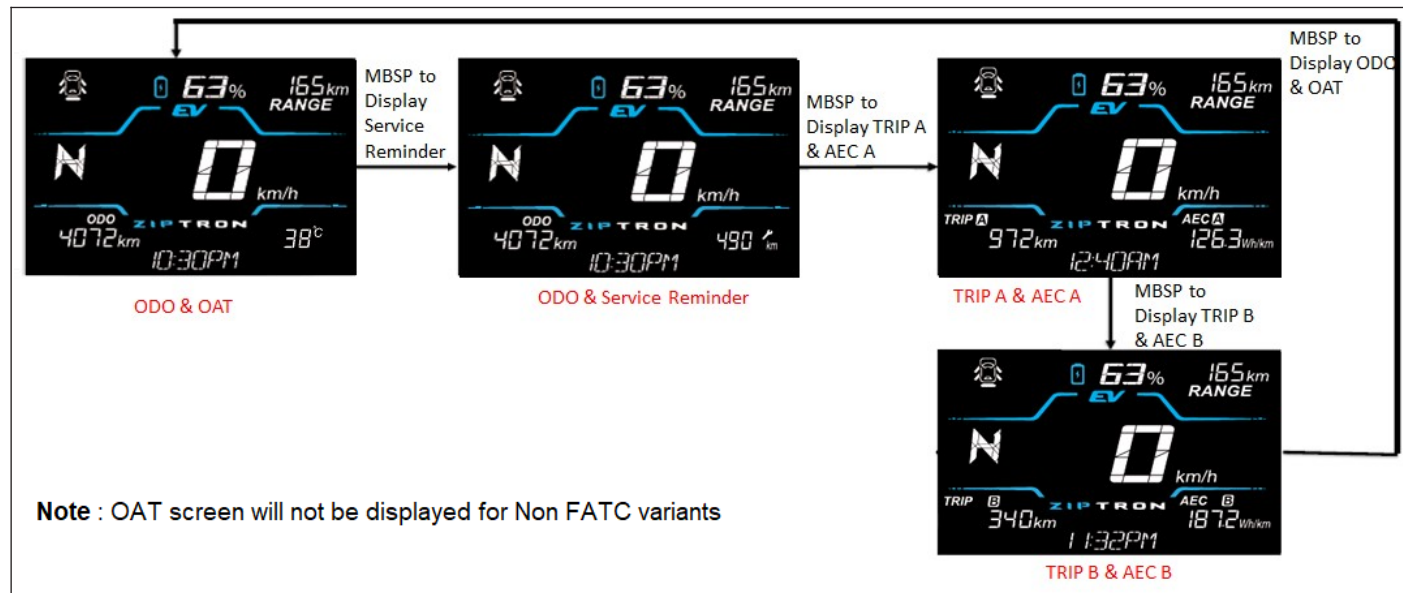 63% 165km
RANGE
EV
N 0 km/h
ODO ZIPTRON
4072km 38℃
10:30PM
ODO & OAT
MBSP to
Display
Service
Reminder
63% 165km
RANGE
EV
N 0 km/h
ODO ZIPTRON
4072km 490 km
10:30PM
ODO & Service Reminder
MBSP to
Display TRIP A
& AEC A
63% 165km
RANGE
EV
N 0 km/h
TRIP A ZIPTRON AEC A
972km 126.3Wh/km
12:40AM
TRIP A & AEC A
MBSP to
Display ODO
& OAT
MBSP to
Display TRIP B
& AEC B
63% 165km
RANGE
EV
N 0 km/h
TRIP B ZIPTRON AEC B
340km 187.2Wh/km
11:32PM
TRIP B & AEC B
Note : OAT screen will not be displayed for Non FATC variants